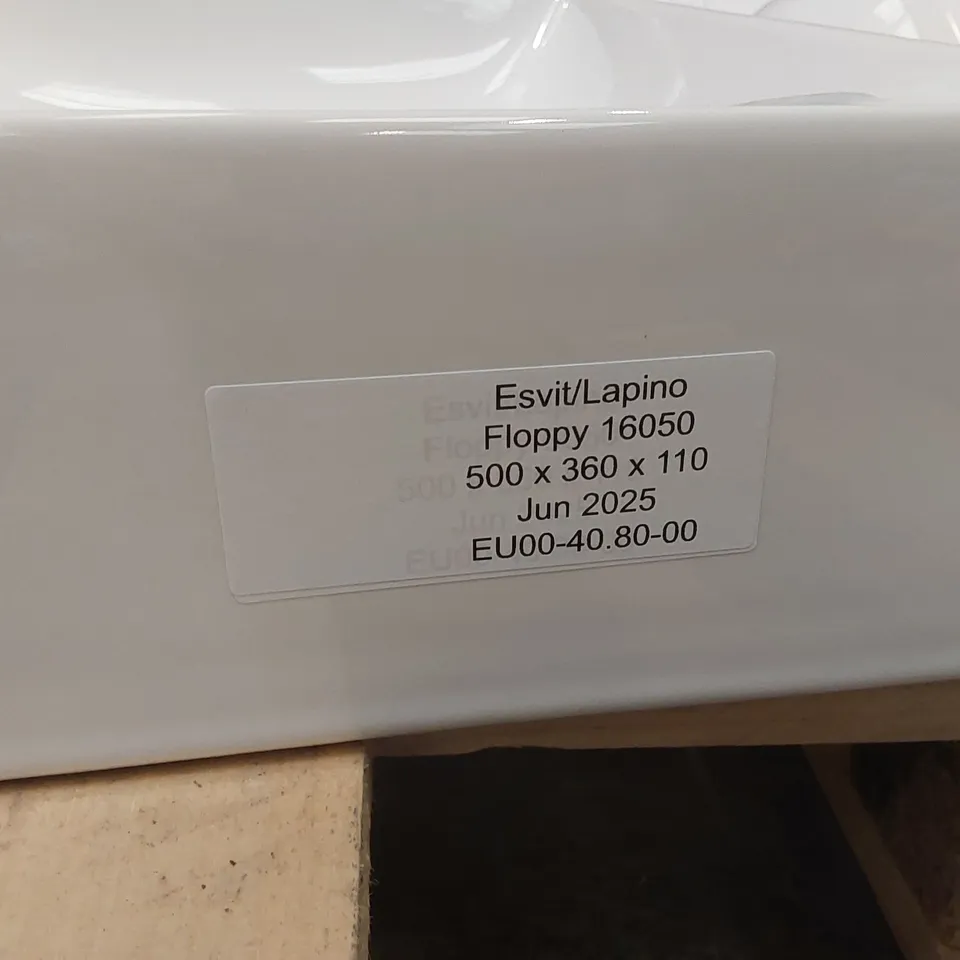 Esvit/Lapino
Floppy 16050
500 x 360 x 110
Jun 2025
EU00-40.80-00